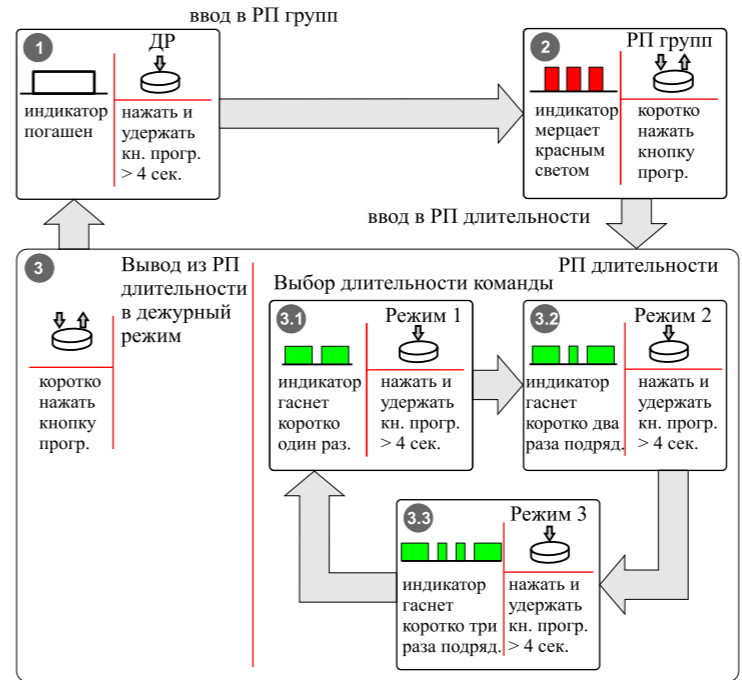 ввод в РП групп
1
ДР
индикатор
погашен
нажать и
удержать
кн. прогр.
> 4 сек.
2
РП групп
индикатор
мерцает
красным
светом
коротко
нажать
кнопку
прогр.
ввод в РП длительности
3
Вывод из РП
длительности
в дежурный
режим
коротко
нажать
кнопку
прогр.
РП длительности
Выбор длительности команды
3.1
Режим 1
индикатор
гаснет
коротко
один раз.
нажать и
удержать
кн. прогр.
> 4 сек.
3.2
Режим 2
индикатор
гаснет
коротко два
раза подряд.
нажать и
удержать
кн. прогр.
> 4 сек.
3.3
Режим 3
индикатор
гаснет
коротко три
раза подряд.
нажать и
удержать
кн. прогр.
> 4 сек.